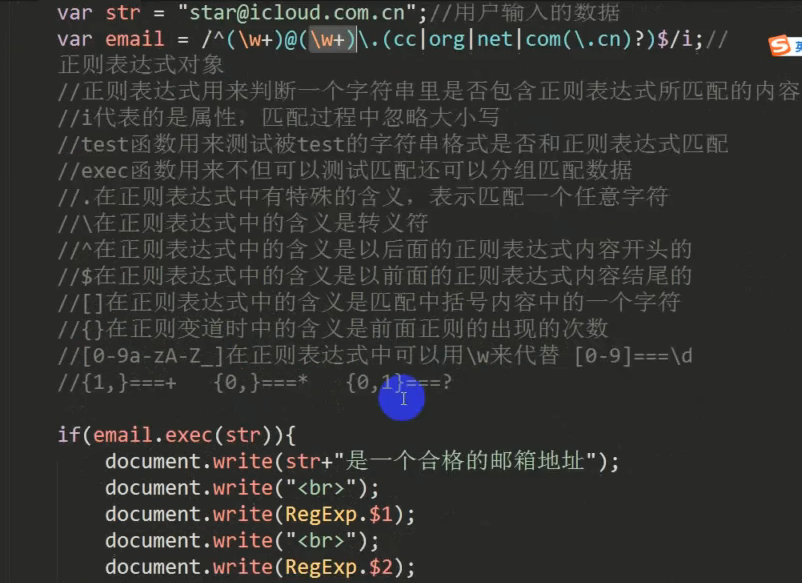 var str = "star@icloud.com.cn";//用户输入的数据
var email = /^(\w+)@(\w+)\.(cc|org|net|com(\.cn)?)$/i;//
正则表达式对象
//正则表达式用来判断一个字符串里是否包含正则表达式所匹配的内容
//i代表的是属性，匹配过程中忽略大小写
//test函数用来测试被test的字符串格式是否和正则表达式匹配
//exec函数用来不但可以测试匹配还可以分组匹配数据
//.在正则表达式中有特殊的含义，表示匹配一个任意字符
//\在正则表达式中的含义是转义符
//^在正则表达式中的含义是以后面的正则表达式内容开头的
//$在正则表达式中的含义是以前面的正则表达式内容结尾的
//[]在正则表达式中的含义是匹配中括号内容中的一个字符
//{}在正则变道时中的含义是前面正则的出现的次数
//[0-9a-zA-Z_]在正则表达式中可以用\w来代替 [0-9]===\d
//{1,}===+   {0,}===*   {0,1}===?
if(email.exec(str)){
document.write(str+"是一个合格的邮箱地址");
document.write("<br>");
document.write(RegExp.$1);
document.write("<br>");
document.write(RegExp.$2);